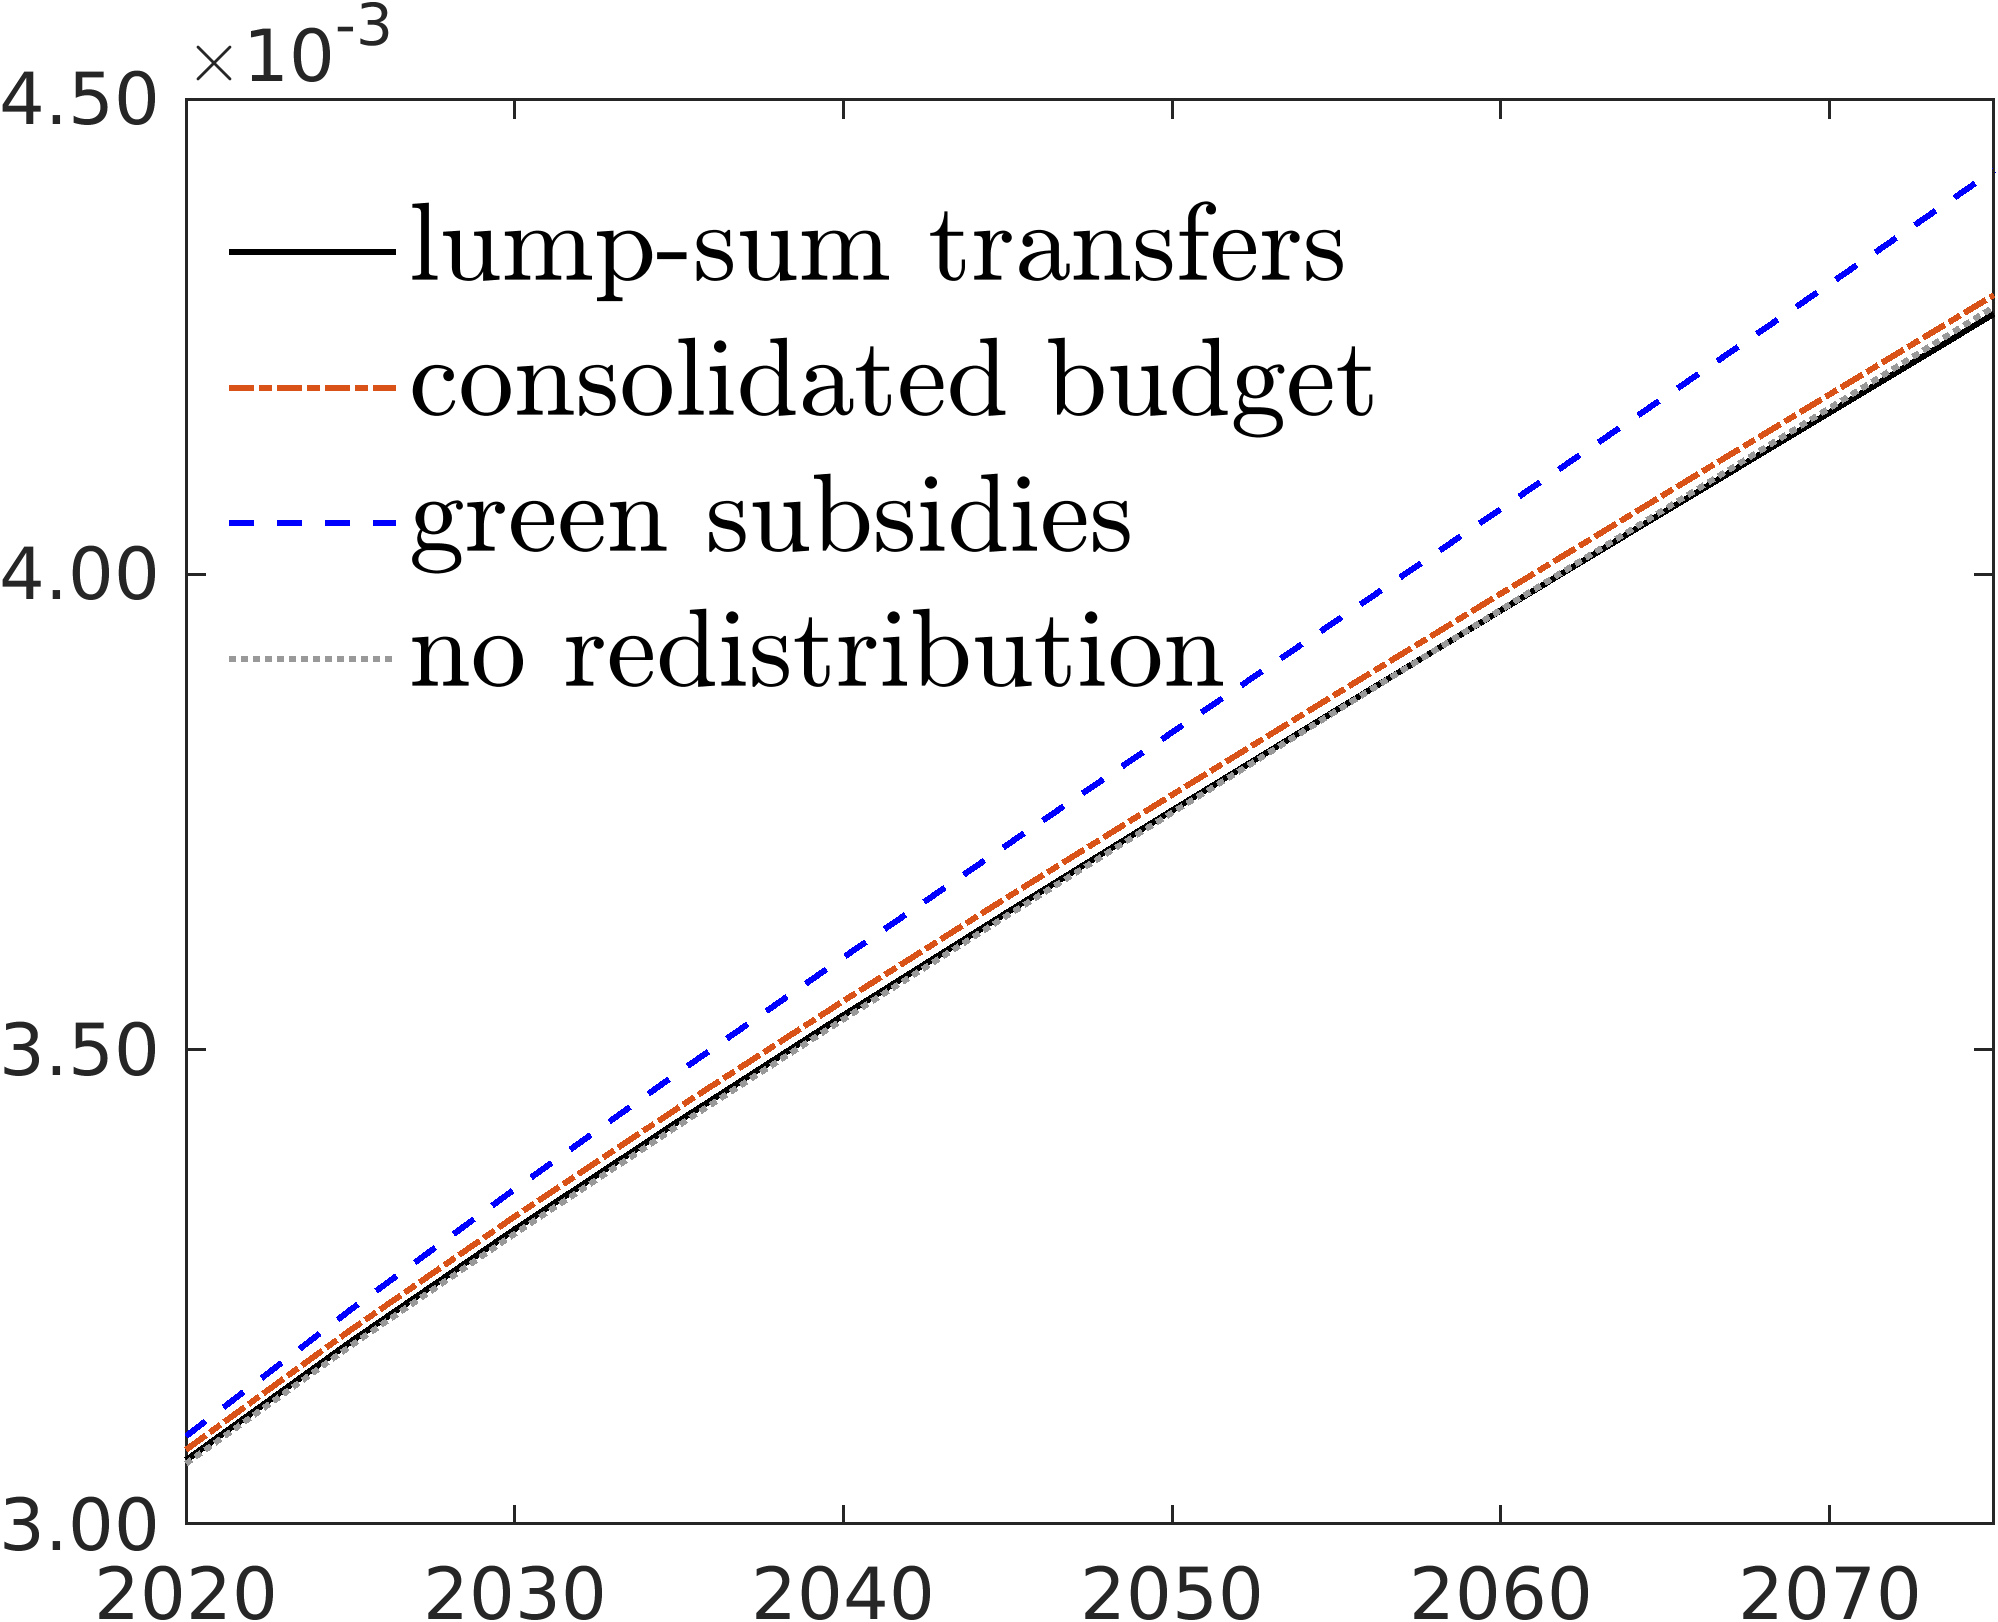 ×10-3
4.50
lump-sum transfers
consolidated budget
green subsidies
4.00
no redistribution
3.50
3.00
2020 2030 2040 2050 2060 2070